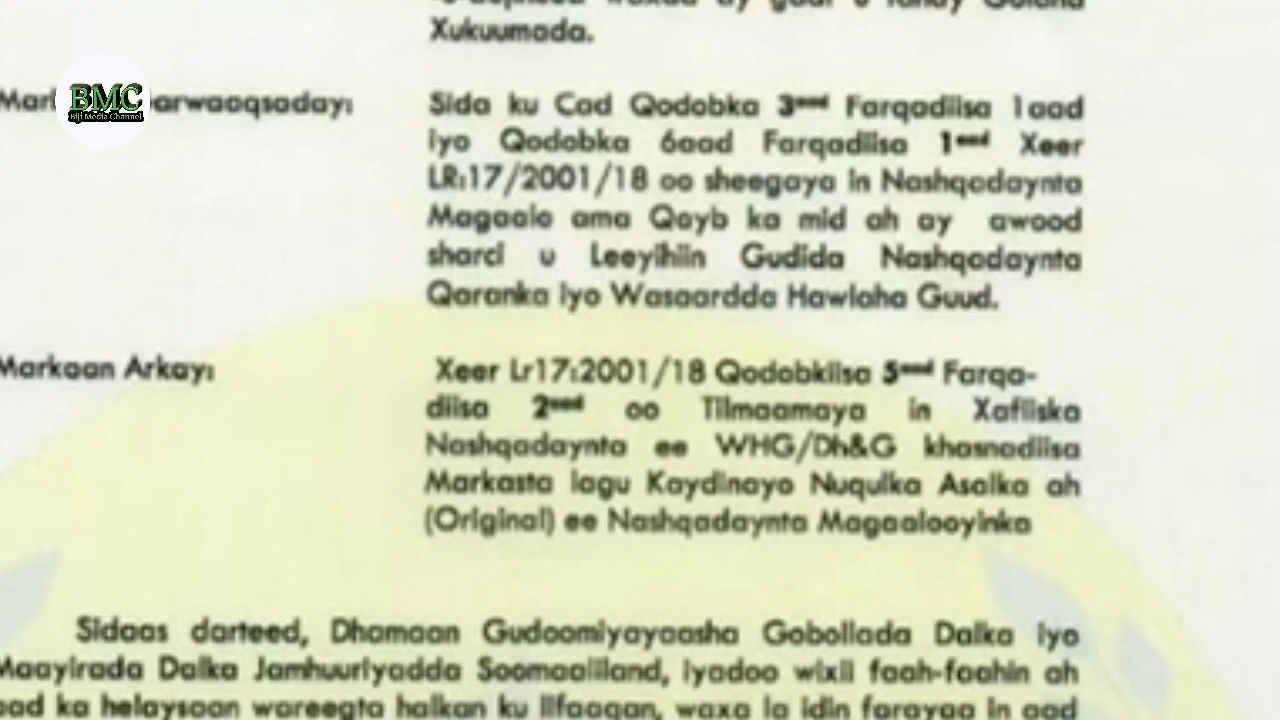 Xukuumada.
BMC
Biji Media Channel
Sida ku Cad Qodobka 3aad Farqadiisa 1aad
iyo Qodobka 6aad Farqadiisa 1aad Xeer
LR:17/2001/18 oo sheegaya in Nashqadaynta
Magaalo ama Qayb ka mid ah ay awood
sharci u Leeyihiin Gudida Nashqadaynta
Qaranka iyo Wasaardda Hawlaha Guud.
Markaan Arkay: Xeer Lr17:2001/18 Qodobkiisa 5aad Farqa-
diisa 2aad oo Tilmaamaya in Xafiiska
Nashqadaynta ee WHG/Dh&G khasnadiisa
Markasta lagu Kaydinayo Nuqulka Asalka ah
(Original) ee Nashqadaynta Magaalooyinka
Sidaas darteed, Dhamaan Gudoomiyayaasha Gobollada Dalka iyo
Maayirada Dalka Jamhuuriyadda Soomaaliland, iyadoo wixii faah-faahin ah
aad ka helaysaan wareegta halkan ku lifaaqan, waxa la idin farayaa in aad